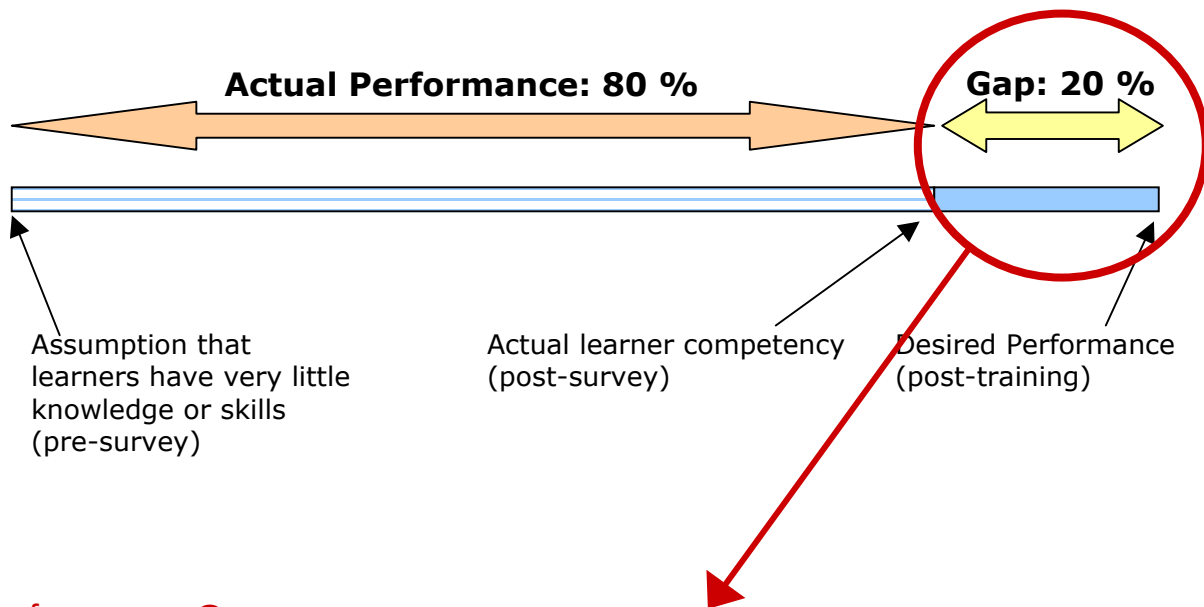 Actual Performance: 80 %
Gap: 20 %
Assumption that
learners have very little
knowledge or skills
(pre-survey)
Actual learner competency
(post-survey)
Desired Performance
(post-training)